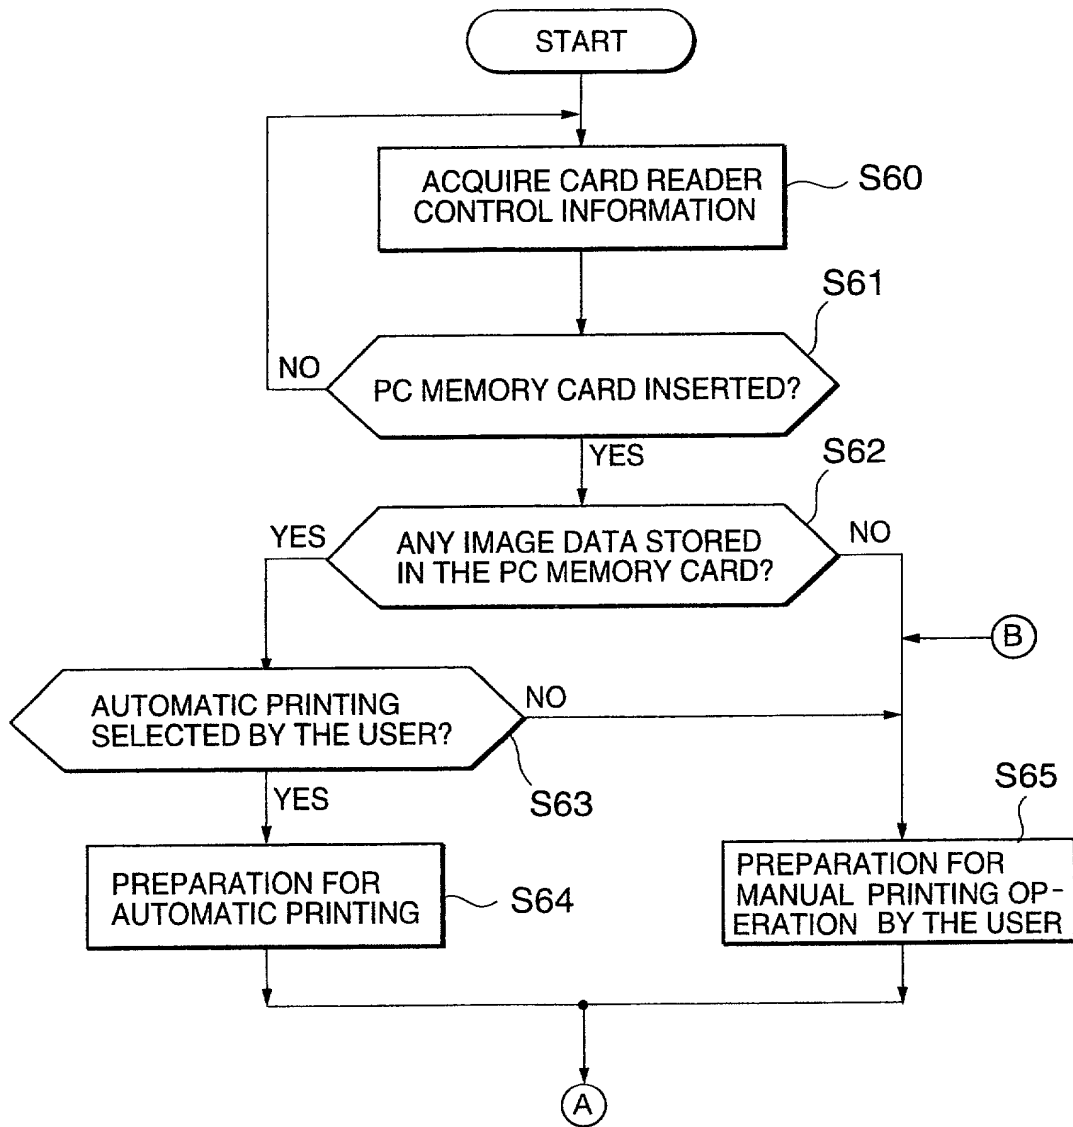 START
ACQUIRE CARD READER
CONTROL INFORMATION
S60
S61
NO
PC MEMORY CARD INSERTED?
YES
S62
YES
ANY IMAGE DATA STORED
IN THE PC MEMORY CARD?
NO
B
AUTOMATIC PRINTING
SELECTED BY THE USER?
NO
S63
YES
S65
PREPARATION FOR
AUTOMATIC PRINTING
S64
PREPARATION FOR
MANUAL PRINTING OP-
ERATION BY THE USER
A